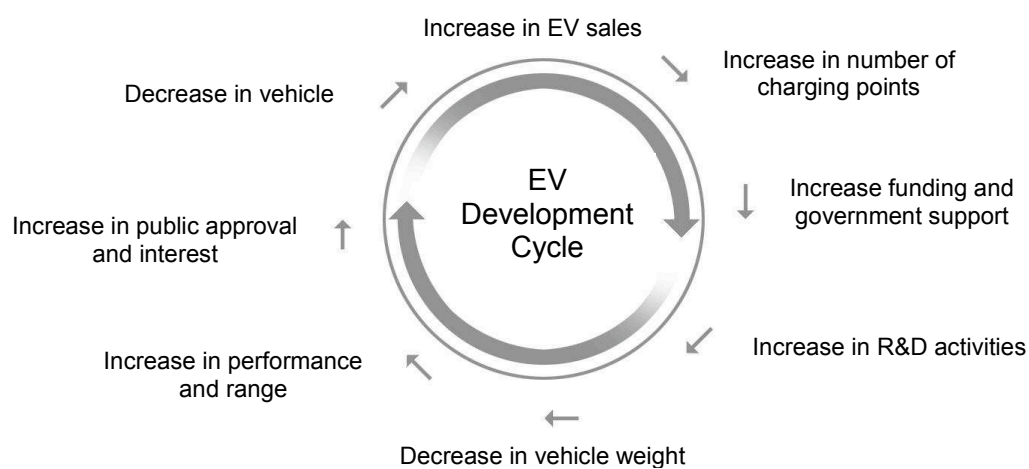 Increase in EV sales
Increase in number of
charging points
Increase funding and
government support
Increase in R&D activities
Decrease in vehicle weight
Increase in performance
and range
Increase in public approval
and interest
Decrease in vehicle
EV
Development
Cycle